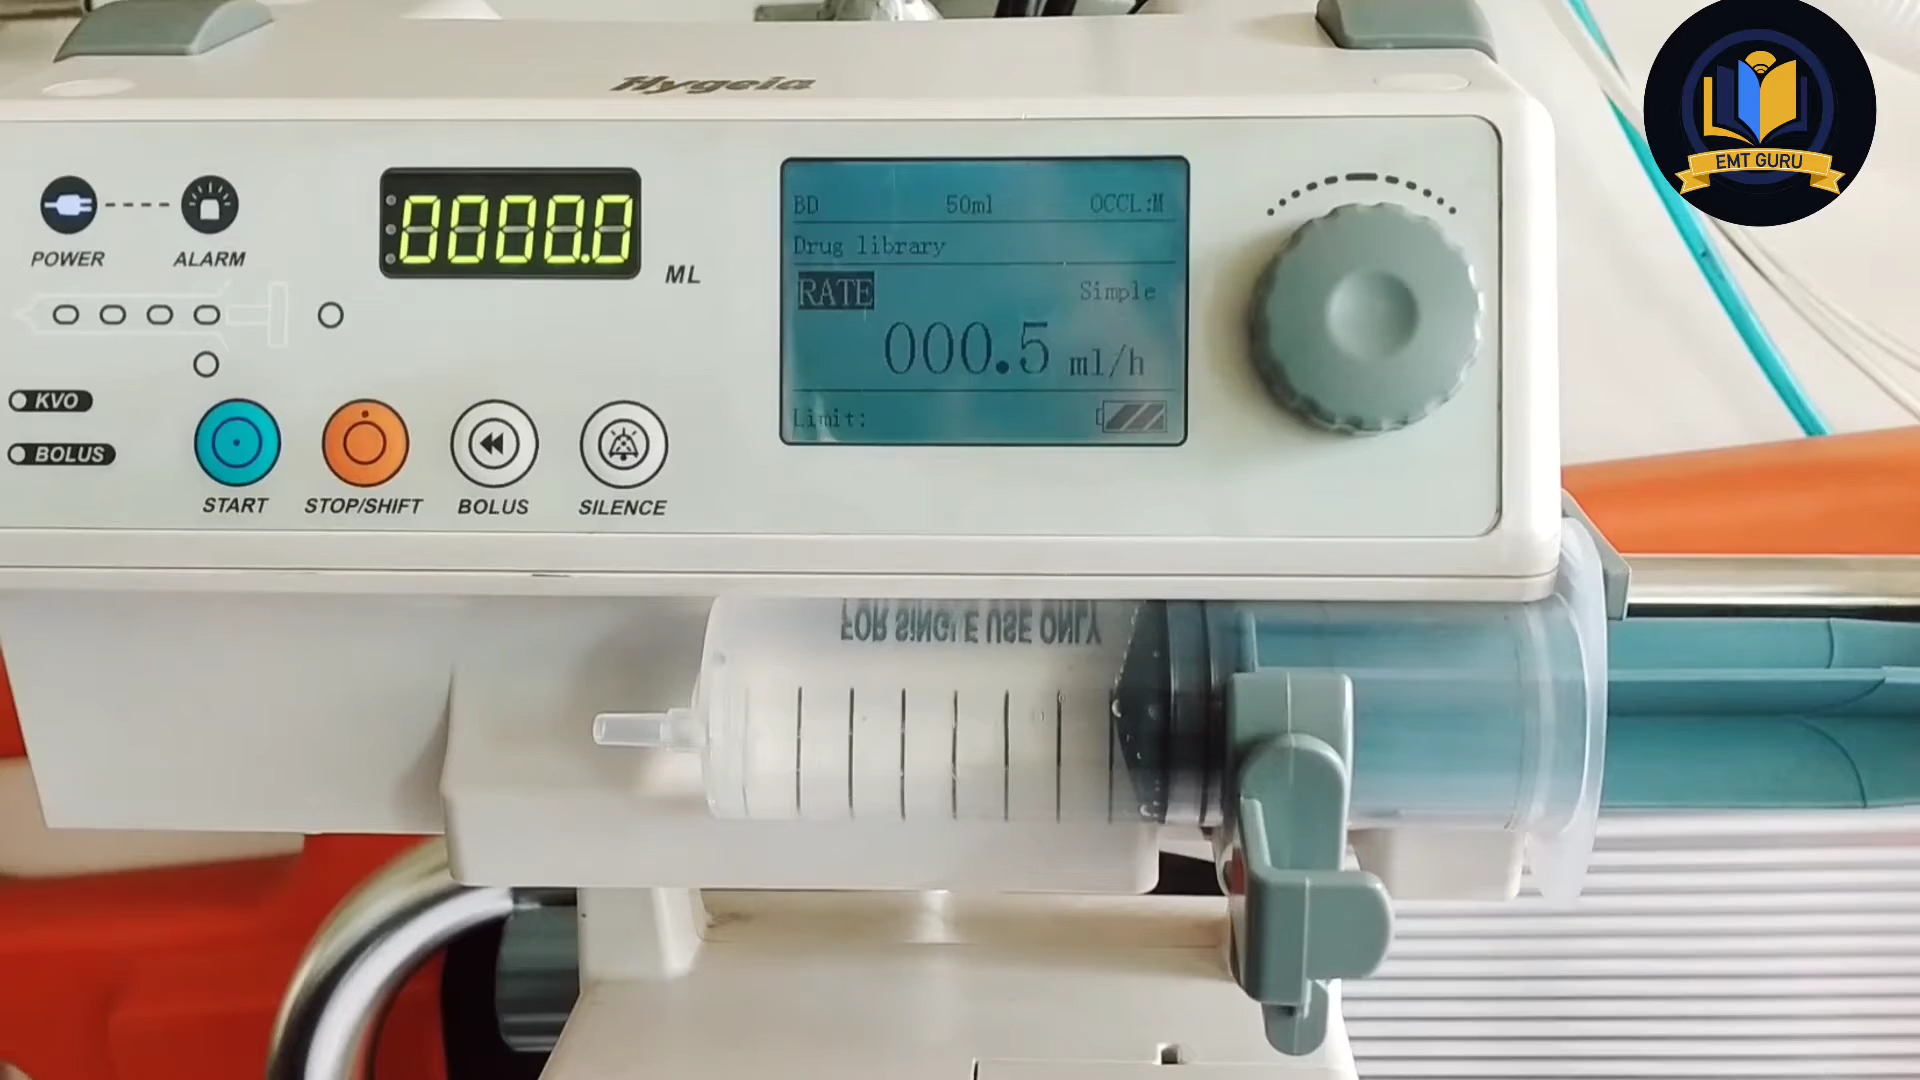 Hygeia
EMT GURU
POWER
ALARM
0000.0
ML
BD 50ml OCCL:M
Drug library
RATE Simple
000.5 ml/h
Limit:
KVO
BOLUS
START
STOP/SHIFT
BOLUS
SILENCE
FOR SINGLE USE ONLY